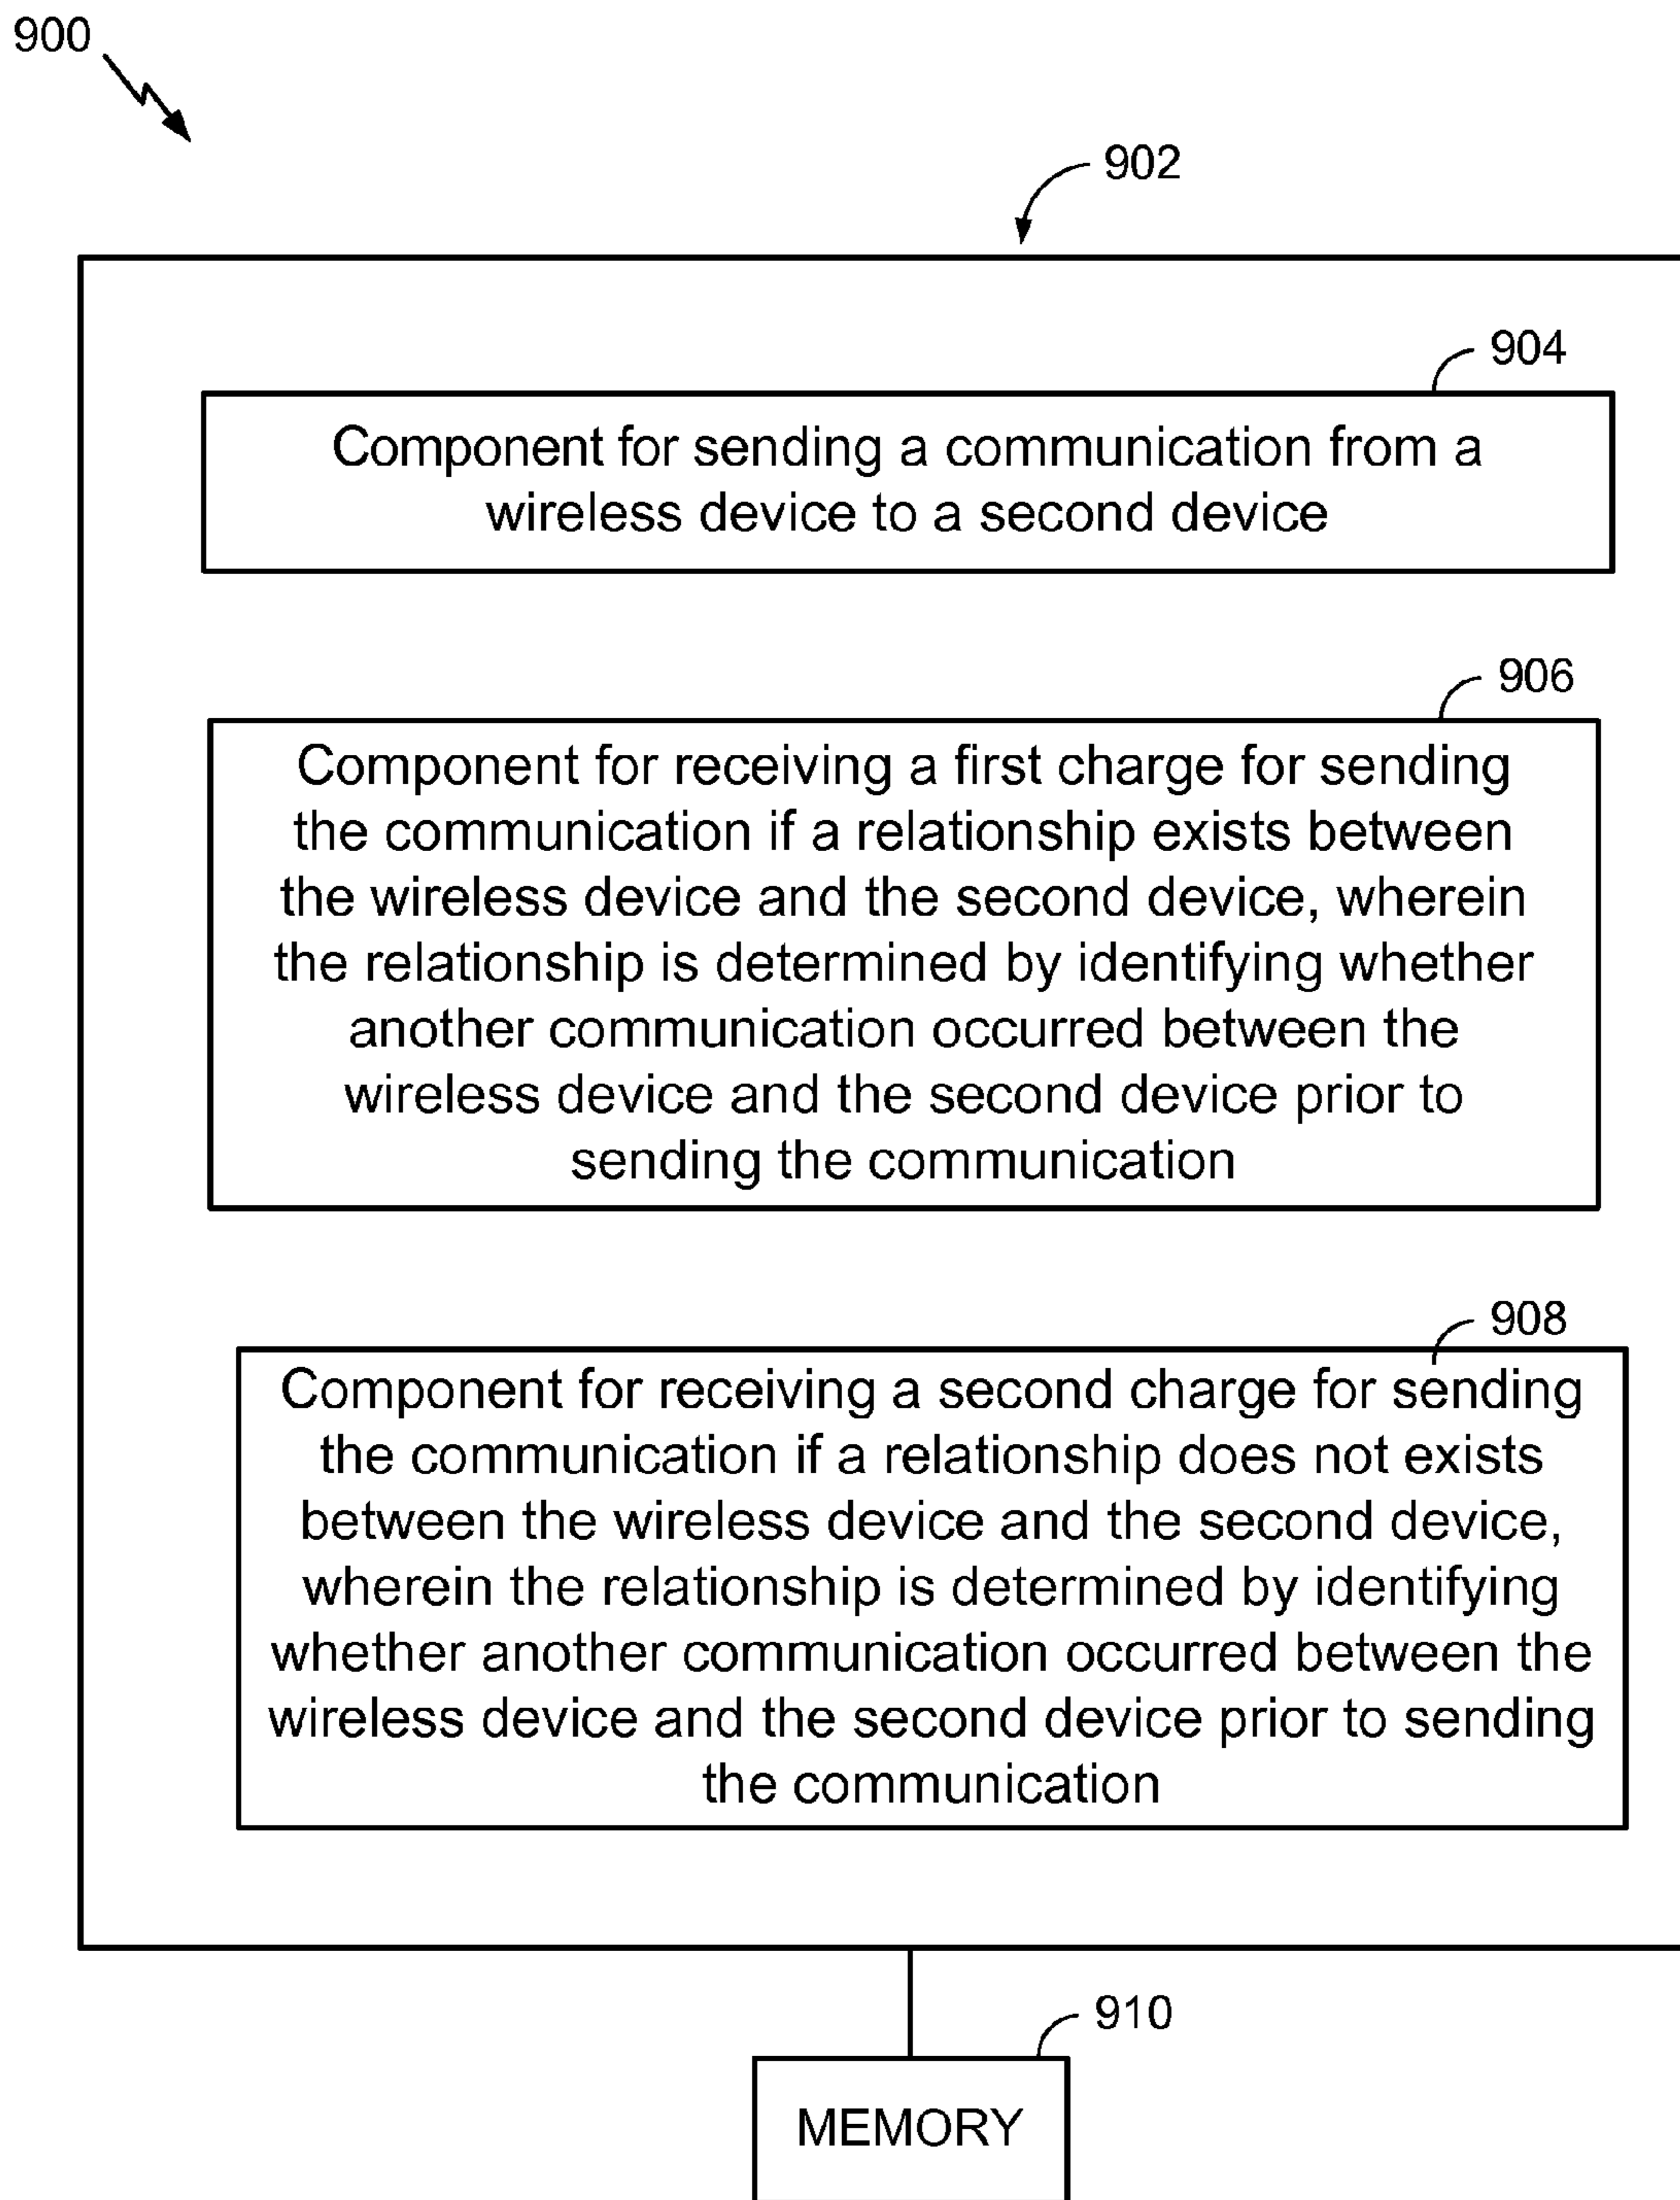 900
902
904
Component for sending a communication from a
wireless device to a second device
906
Component for receiving a first charge for sending
the communication if a relationship exists between
the wireless device and the second device, wherein
the relationship is determined by identifying whether
another communication occurred between the
wireless device and the second device prior to
sending the communication
908
Component for receiving a second charge for sending
the communication if a relationship does not exists
between the wireless device and the second device,
wherein the relationship is determined by identifying
whether another communication occurred between the
wireless device and the second device prior to sending
the communication
910
MEMORY